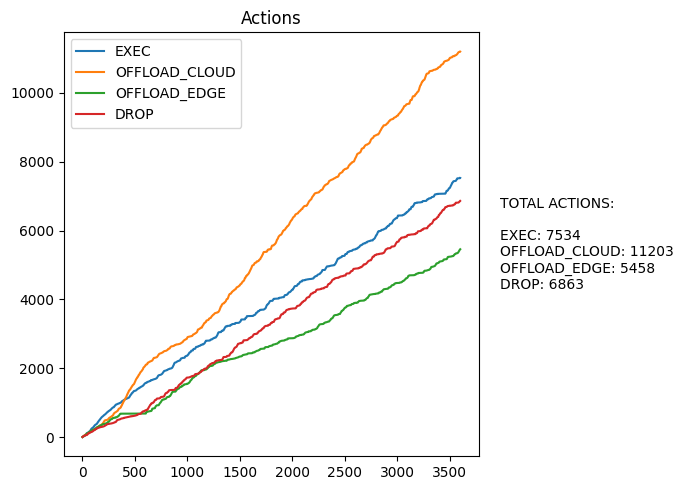 Actions
EXEC
OFFLOAD_CLOUD
OFFLOAD_EDGE
DROP
10000
8000
6000
4000
2000
0
0 500 1000 1500 2000 2500 3000 3500
TOTAL ACTIONS:
EXEC: 7534
OFFLOAD_CLOUD: 11203
OFFLOAD_EDGE: 5458
DROP: 6863